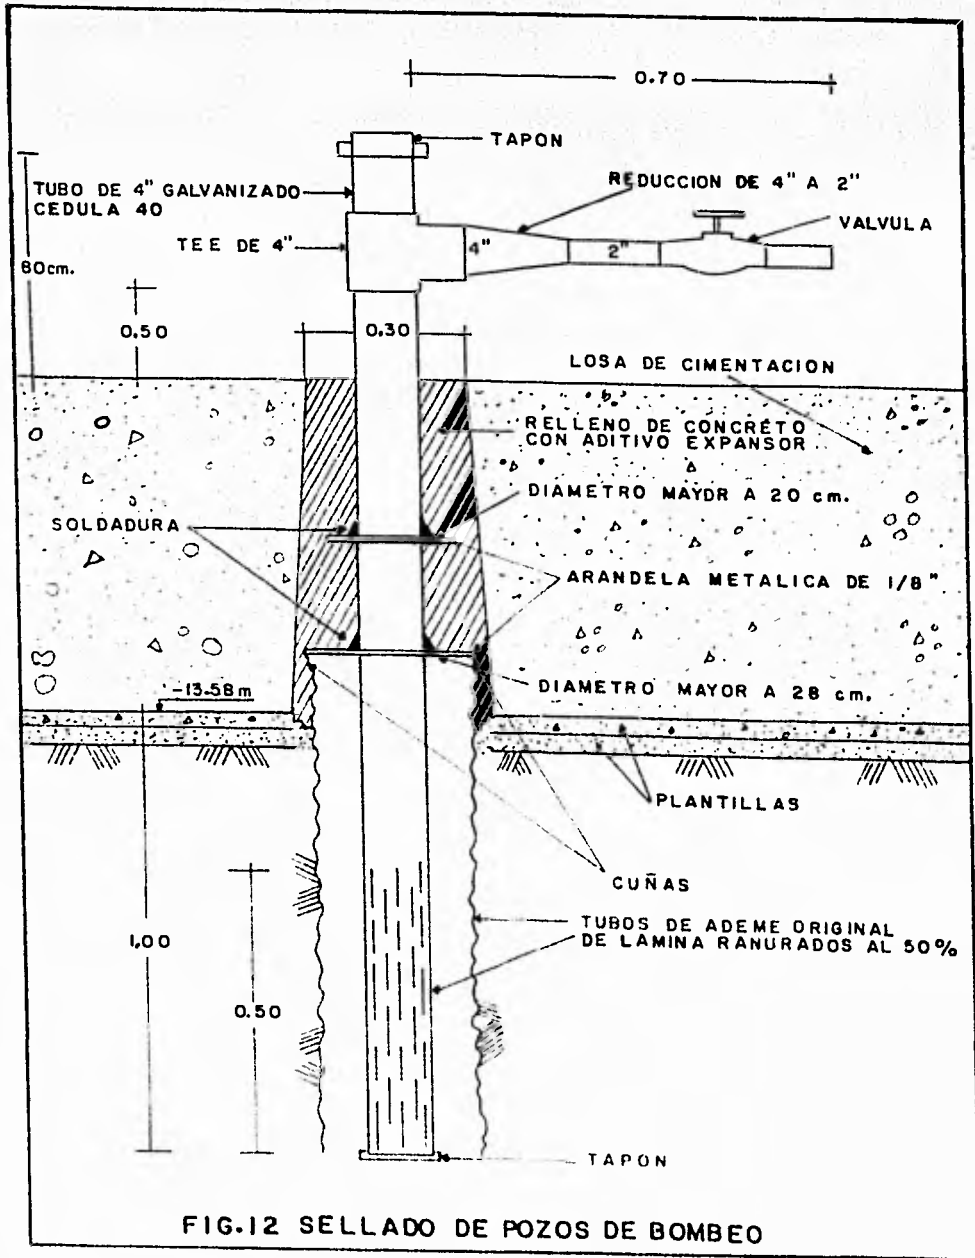 0.70
TAPON
TUBO DE 4" GALVANIZADO
CEDULA 40
REDUCCION DE 4" A 2"
VALVULA
TEE DE 4"
4"
2"
60cm.
0.50
0.30
LOSA DE CIMENTACION
RELLENO DE CONCRETO
CON ADITIVO EXPANSOR
DIAMETRO MAYOR A 20 cm.
SOLDADURA
ARANDELA METALICA DE 1/8"
DIAMETRO MAYOR A 28 cm.
-13.58 m
PLANTILLAS
CUÑAS
TUBOS DE ADEME ORIGINAL
DE LAMINA RANURADOS AL 50%
1.00
0.50
TAPON
FIG.12 SELLADO DE POZOS DE BOMBEO